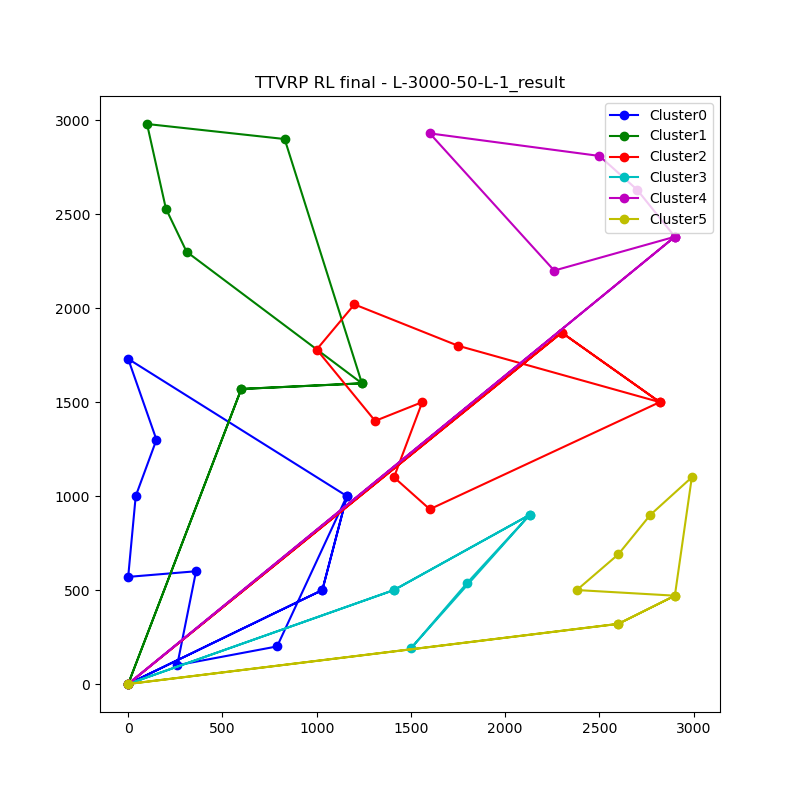 TTVRP RL final - L-3000-50-L-1_result
Cluster0
Cluster1
Cluster2
Cluster3
Cluster4
Cluster5
3000
2500
2000
1500
1000
500
0
0 500 1000 1500 2000 2500 3000